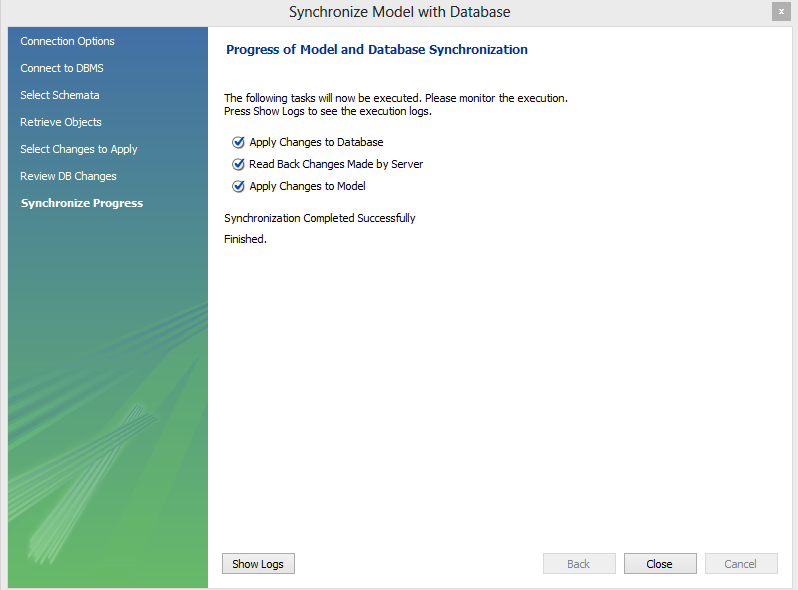 Synchronize Model with Database
x
Connection Options
Connect to DBMS
Select Schemata
Retrieve Objects
Select Changes to Apply
Review DB Changes
Synchronize Progress
Progress of Model and Database Synchronization
The following tasks will now be executed. Please monitor the execution.
Press Show Logs to see the execution logs.
Apply Changes to Database
Read Back Changes Made by Server
Apply Changes to Model
Synchronization Completed Successfully
Finished.
Show Logs
Back
Close
Cancel